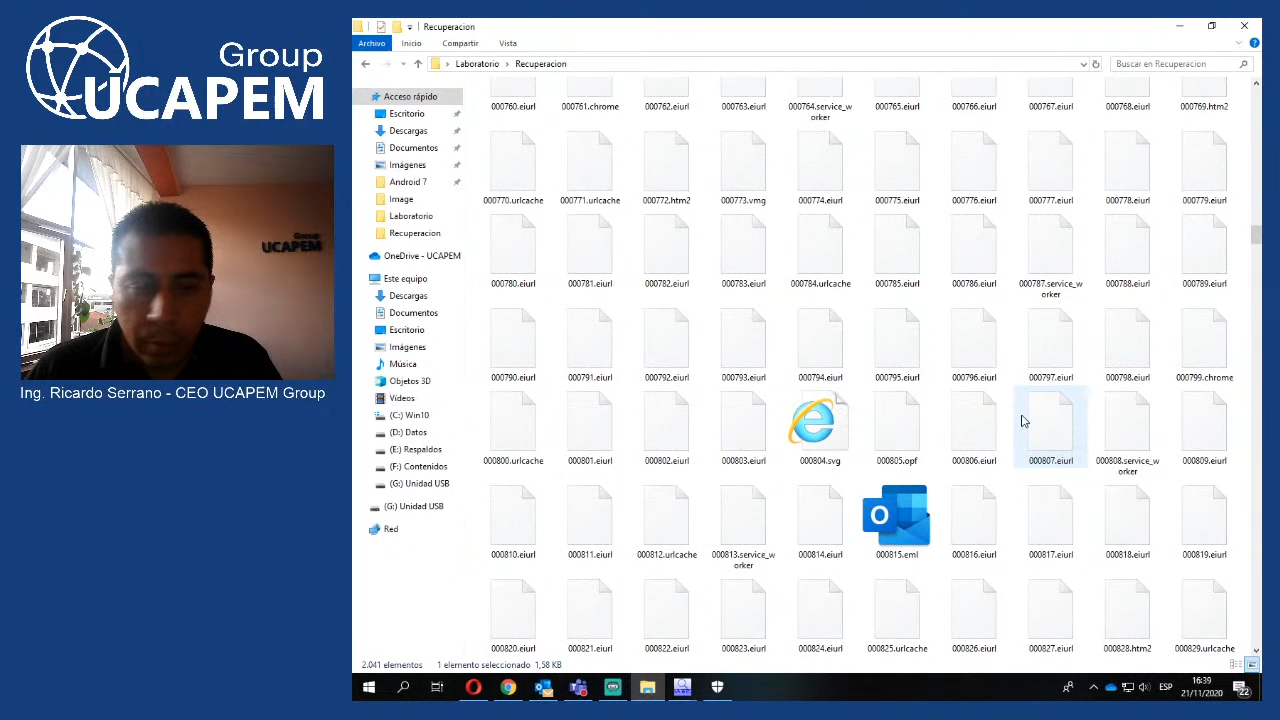 Group
UCAPEM
Group
UCAPEM
Ing. Ricardo Serrano - CEO UCAPEM Group
Recuperacion
Archivo Inicio Compartir Vista
Laboratorio > Recuperacion
Buscar en Recuperacion
Acceso rápido
Escritorio
Descargas
Documentos
Imágenes
Android 7
Image
Laboratorio
Recuperacion
OneDrive - UCAPEM
Este equipo
Descargas
Documentos
Escritorio
Imágenes
Música
Objetos 3D
Vídeos
(C:) Win10
(D:) Datos
(E:) Respaldos
(F:) Contenidos
(G:) Unidad USB
(G:) Unidad USB
Red
000760.eiurl 000761.chrome 000762.eiurl 000763.eiurl 000764.service_w 000765.eiurl 000766.eiurl 000767.eiurl 000768.eiurl 000769.htm2
orker
000770.urlcache 000771.urlcache 000772.htm2 000773.vmg 000774.eiurl 000775.eiurl 000776.eiurl 000777.eiurl 000778.eiurl 000779.eiurl
000780.eiurl 000781.eiurl 000782.eiurl 000783.eiurl 000784.urlcache 000785.eiurl 000786.eiurl 000787.service_w 000788.eiurl 000789.eiurl
orker
000790.eiurl 000791.eiurl 000792.eiurl 000793.eiurl 000794.eiurl 000795.eiurl 000796.eiurl 000797.eiurl 000798.eiurl 000799.chrome
000800.urlcache 000801.eiurl 000802.eiurl 000803.eiurl 000804.svg 000805.opf 000806.eiurl 000807.eiurl 000808.service_w 000809.eiurl
orker
000810.eiurl 000811.eiurl 000812.urlcache 000813.service_w 000814.eiurl 000815.eml 000816.eiurl 000817.eiurl 000818.eiurl 000819.eiurl
orker
000820.eiurl 000821.eiurl 000822.eiurl 000823.eiurl 000824.eiurl 000825.urlcache 000826.eiurl 000827.eiurl 000828.htm2 000829.urlcache
2.041 elementos 1 elemento seleccionado 1,58 KB
ESP
16:39
21/11/2020
22